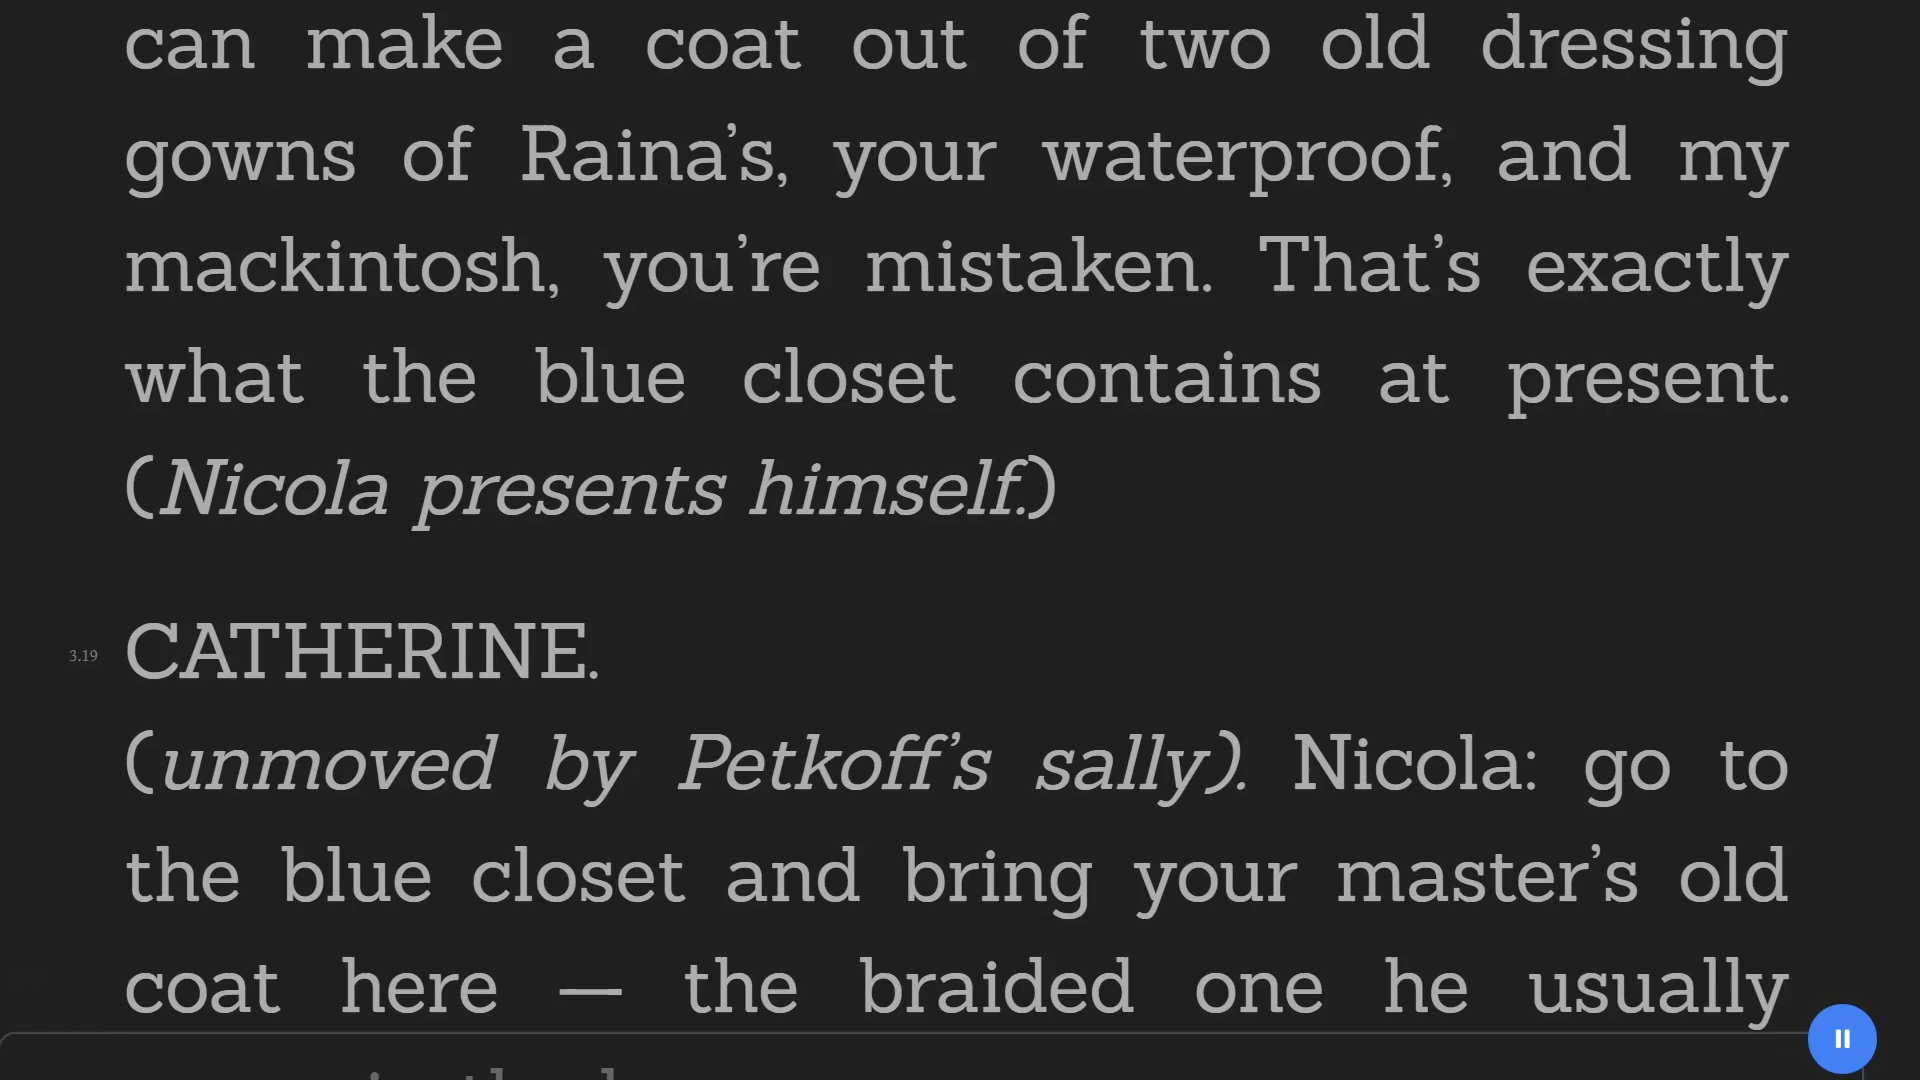 can make a coat out of two old dressing
gowns of Raina’s, your waterproof, and my
mackintosh, you’re mistaken. That’s exactly
what the blue closet contains at present.
(Nicola presents himself.)
3.19 CATHERINE.
(unmoved by Petkoff’s sally). Nicola: go to
the blue closet and bring your master’s old
coat here — the braided one he usually